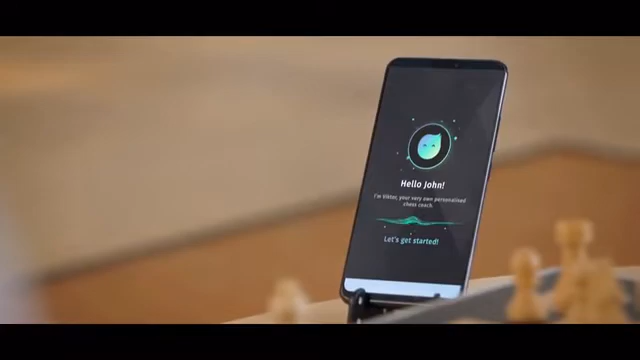 Hello John!
I'm Viktor, your very own personalised
chess coach.
Let's get started!